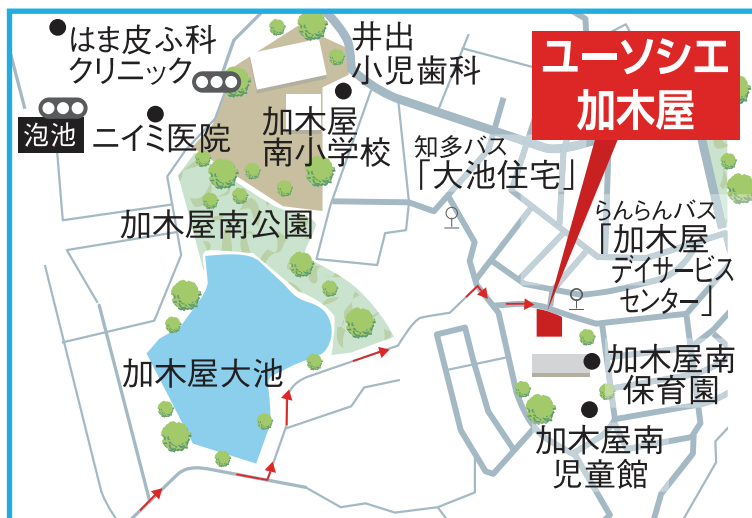 はま皮ふ科
クリニック
泡池
ニイミ医院
井出
小児歯科
加木屋
南小学校
ユーソシエ
加木屋
知多バス
「大池住宅」
らんらんバス
「加木屋
デイサービス
センター」
加木屋南公園
加木屋大池
加木屋南
保育園
加木屋南
児童館